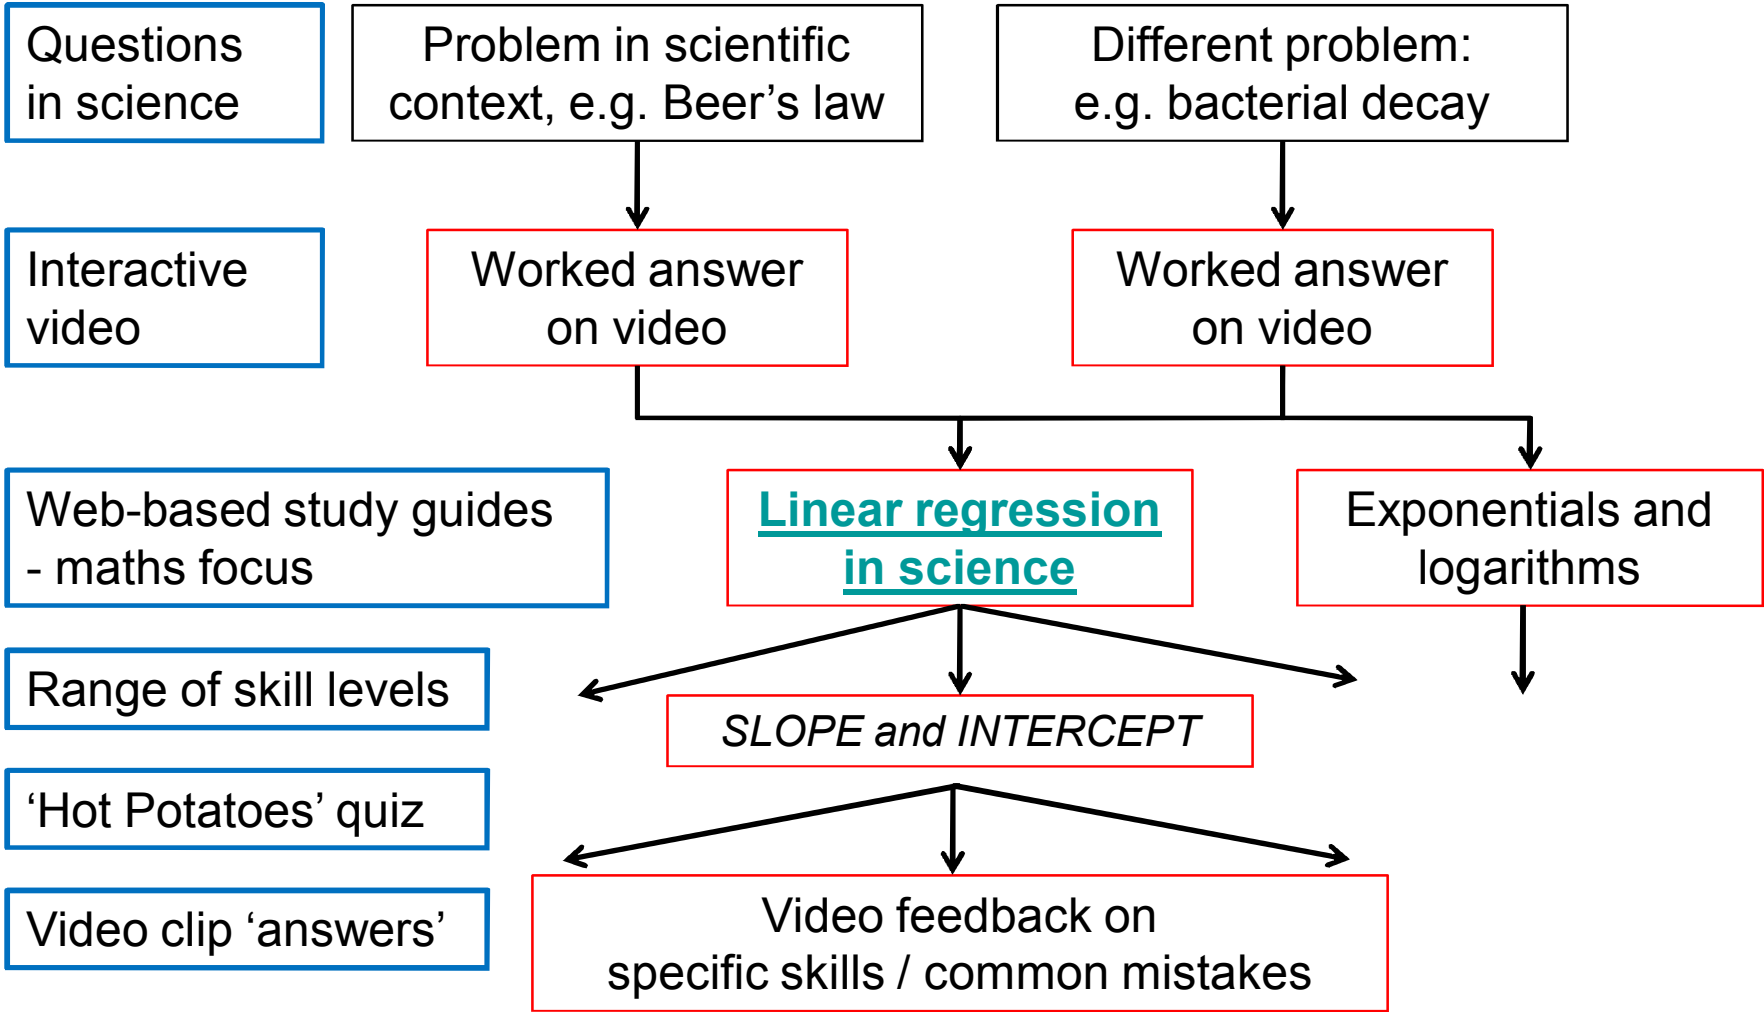 Questions
in science
Problem in scientific
context, e.g. Beer’s law
Different problem:
e.g. bacterial decay
Interactive
video
Worked answer
on video
Worked answer
on video
Web-based study guides
- maths focus
Linear regression
in science
Exponentials and
logarithms
Range of skill levels
SLOPE and INTERCEPT
‘Hot Potatoes’ quiz
Video clip ‘answers’
Video feedback on
specific skills / common mistakes